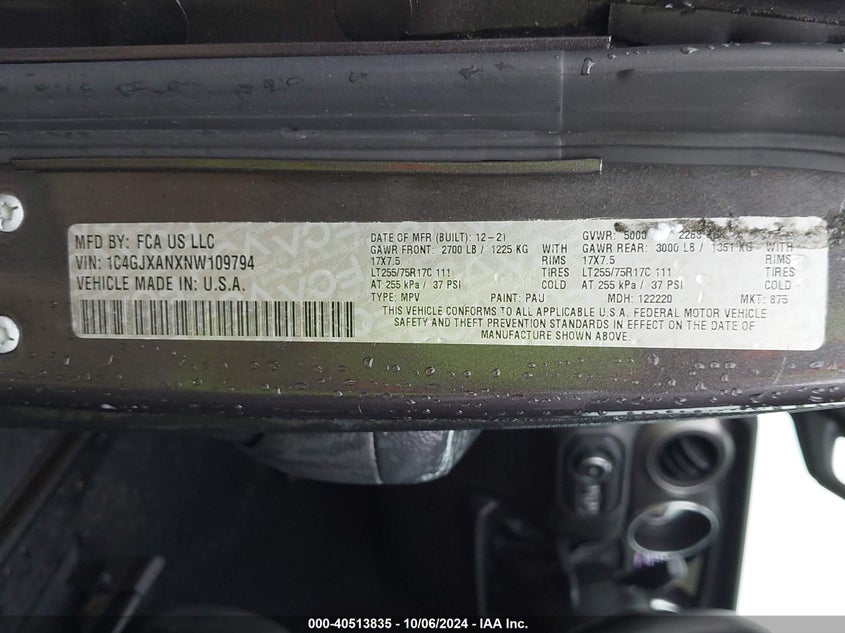 MFD BY: FCA US LLC
VIN: 1C4GJXANXNW109794
VEHICLE MADE IN: U.S.A.
DATE OF MFR (BUILT): 12-21
GVWR: 5000 2268
GAWR FRONT: 2700 LB / 1225 KG WITH GAWR REAR: 3000 LB / 1351 KG WITH
17X7.5 RIMS 17X7.5 RIMS
LT255/75R17C 111 TIRES LT255/75R17C 111 TIRES
AT 255 kPa / 37 PSI COLD AT 255 kPa / 37 PSI COLD
TYPE: MPV PAINT: PAU MDH: 122220 MKT: 875
THIS VEHICLE CONFORMS TO ALL APPLICABLE U.S.A. FEDERAL MOTOR VEHICLE
SAFETY AND THEFT PREVENTION STANDARDS IN EFFECT ON THE DATE OF
MANUFACTURE SHOWN ABOVE.
000-40513835 - 10/06/2024 - IAA Inc.